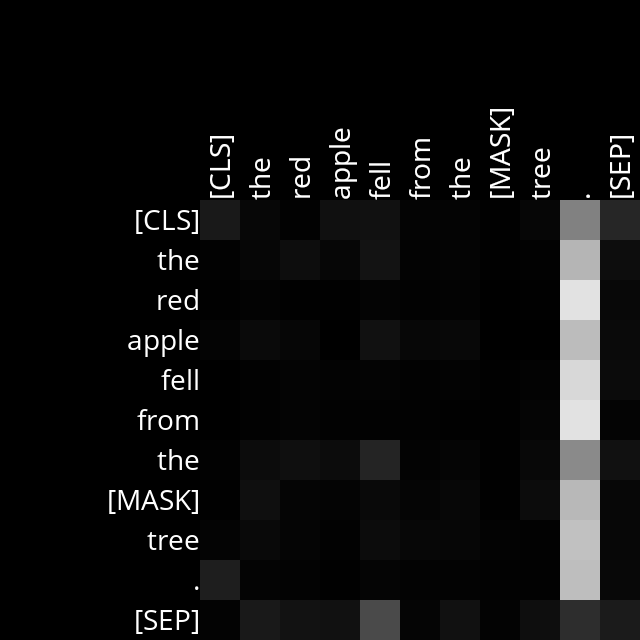 [CLS] the red apple fell from the [MASK] tree . [SEP]
[CLS]
the
red
apple
fell
from
the
[MASK]
tree
.
[SEP]